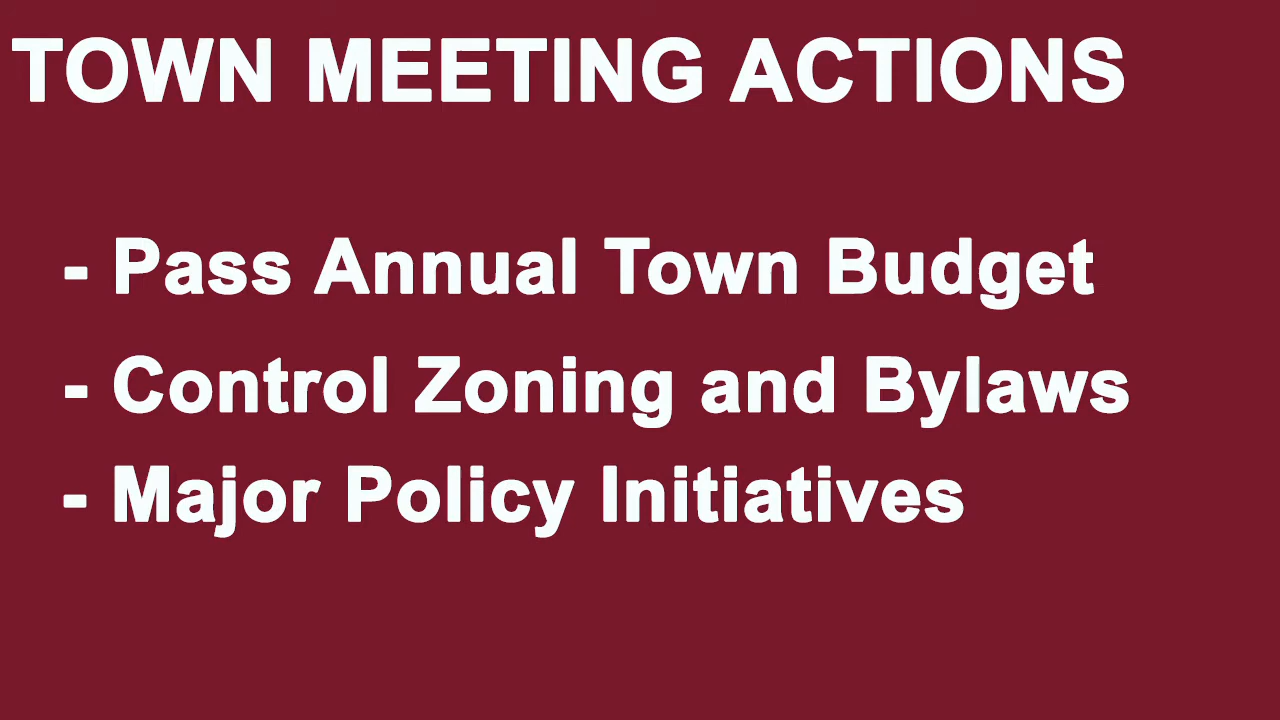 TOWN MEETING ACTIONS
- Pass Annual Town Budget
- Control Zoning and Bylaws
- Major Policy Initiatives